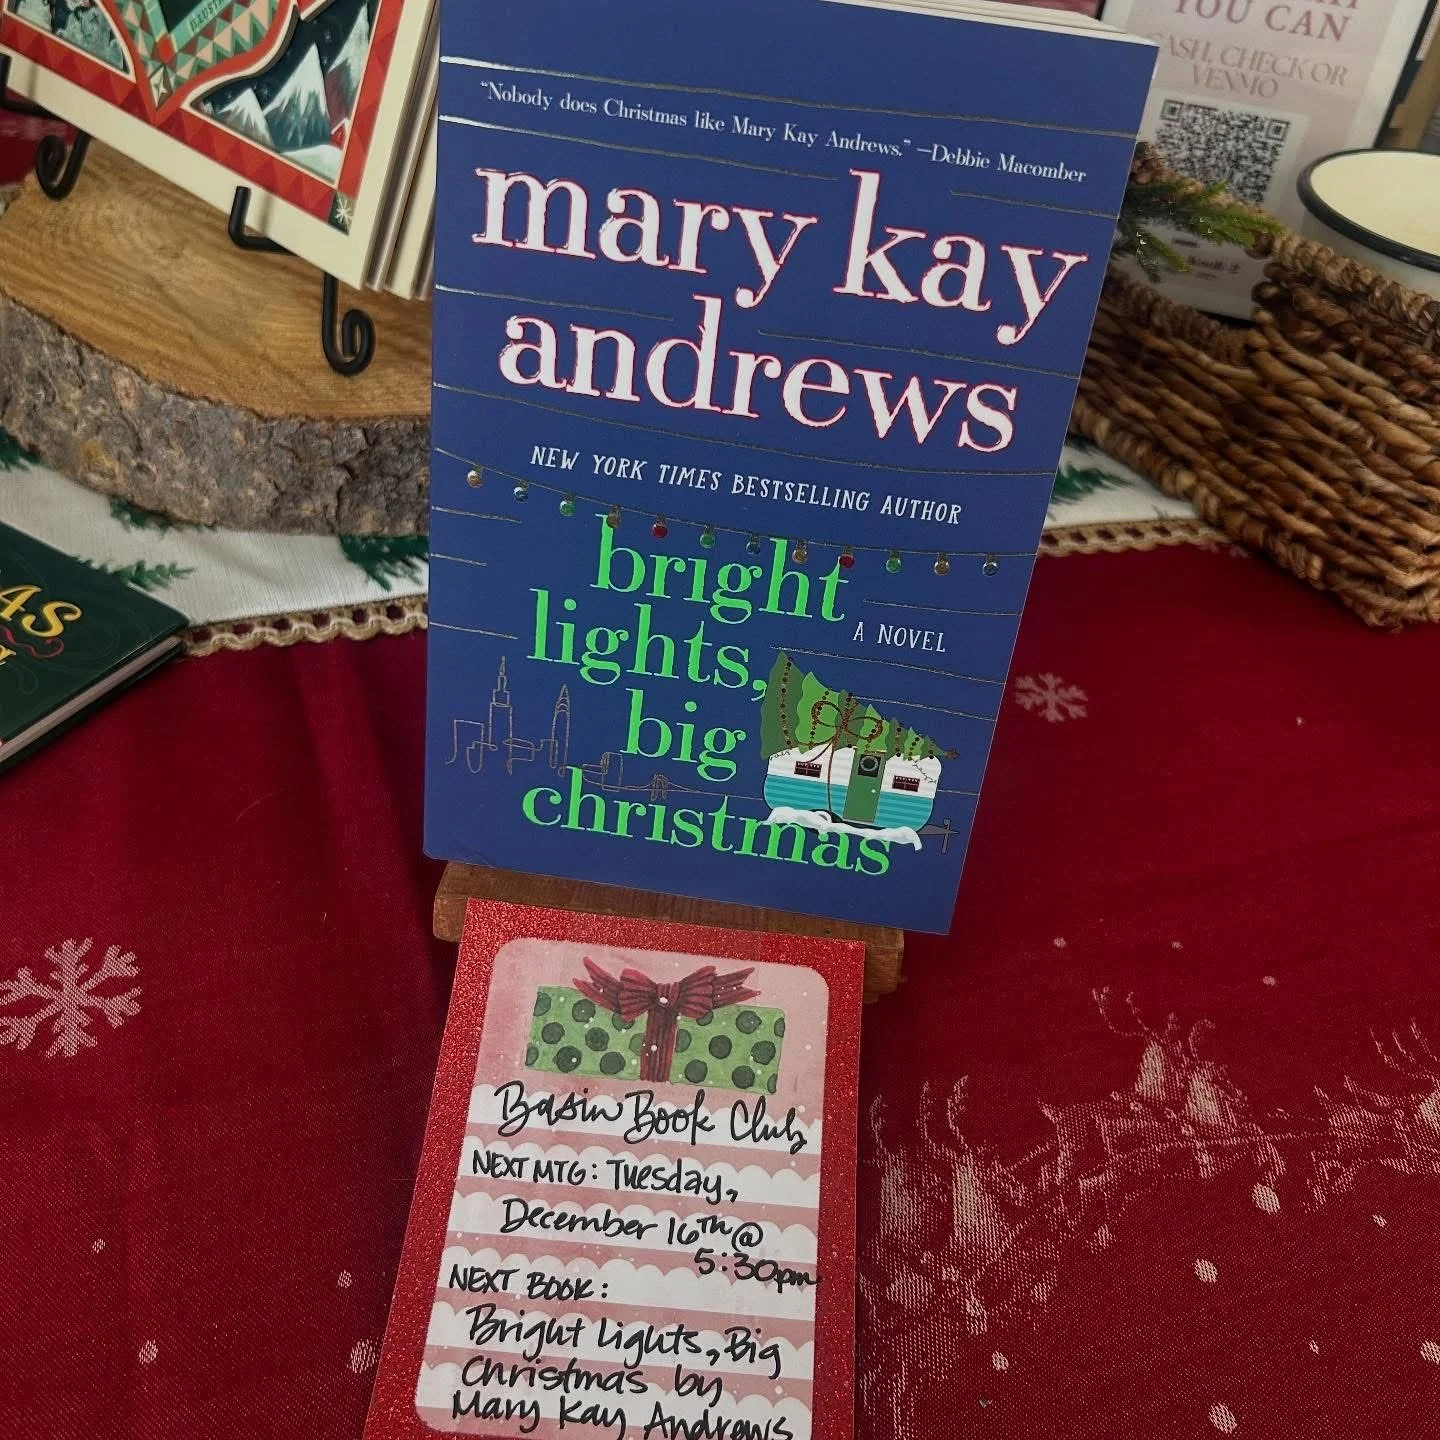 ILLUSTR
YOU CAN
CASH, CHECK OR
VENMO
"Nobody does Christmas like Mary Kay Andrews." —Debbie Macomber
mary kay
andrews
NEW YORK TIMES BESTSELLING AUTHOR
bright
lights,
A NOVEL
big
christmas
AS
Basin Book Club
NEXT MTG: Tuesday,
December 16TH @
5:30pm
NEXT BOOK:
Bright Lights, Big
Christmas by
Mary Kay Andrews